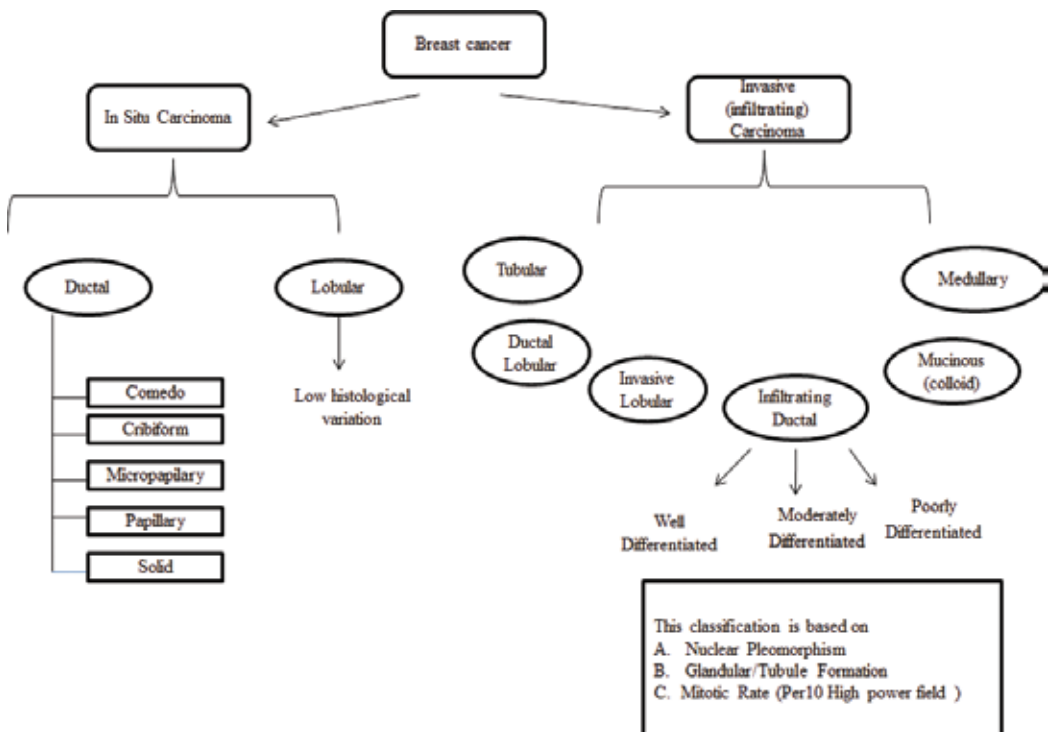 Breast cancer
In Situ Carcinoma
Invasive
(infiltrating)
Carcinoma
Ductal
Lobular
Comedo
Cribiform
Micropapilary
Papillary
Solid
Low histological
variation
Tubular
Ductal
Lobular
Invasive
Lobular
Infiltrating
Ductal
Mucinous
(colloid)
Medullary
Well
Differentiated
Moderately
Differentiated
Poorly
Differentiated
This classification is based on
A. Nuclear Pleomorphism
B. Glandular/Tubule Formation
C. Mitotic Rate (Per10 High power field )